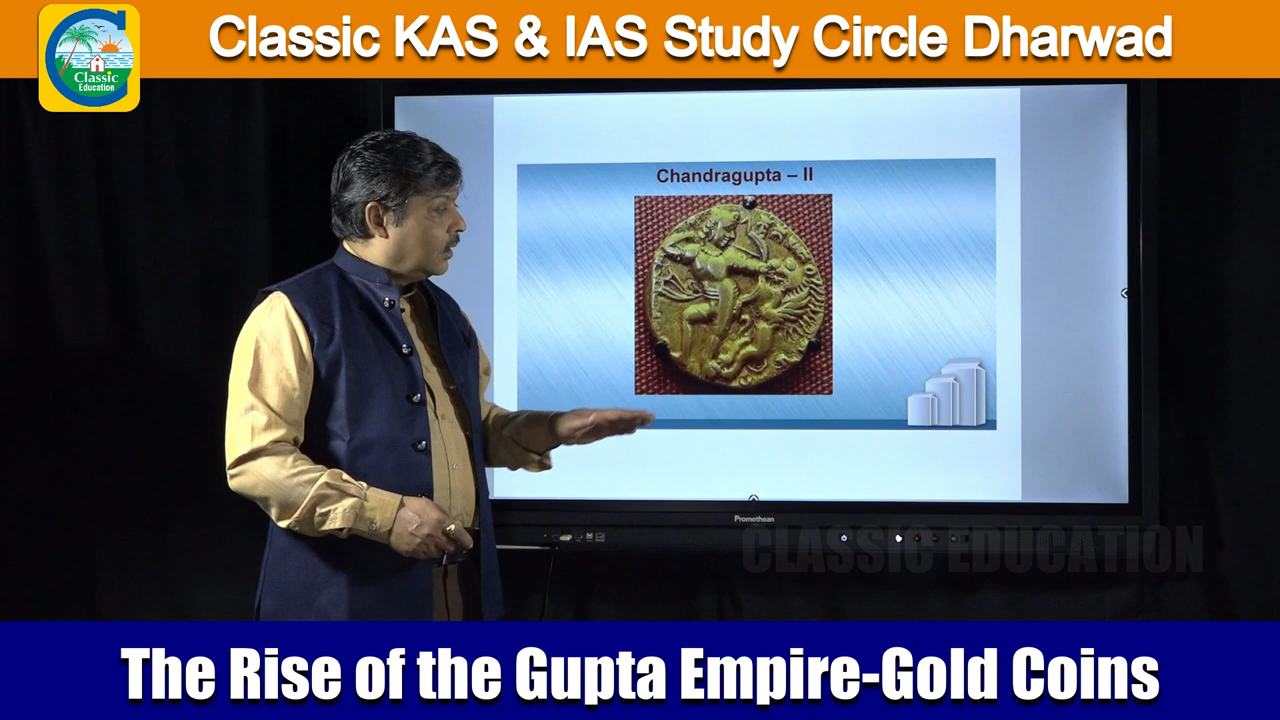 Classic KAS & IAS Study Circle Dharwad
Classic
Education
Chandragupta – II
Promethean
CLASSIC EDUCATION
The Rise of the Gupta Empire-Gold Coins